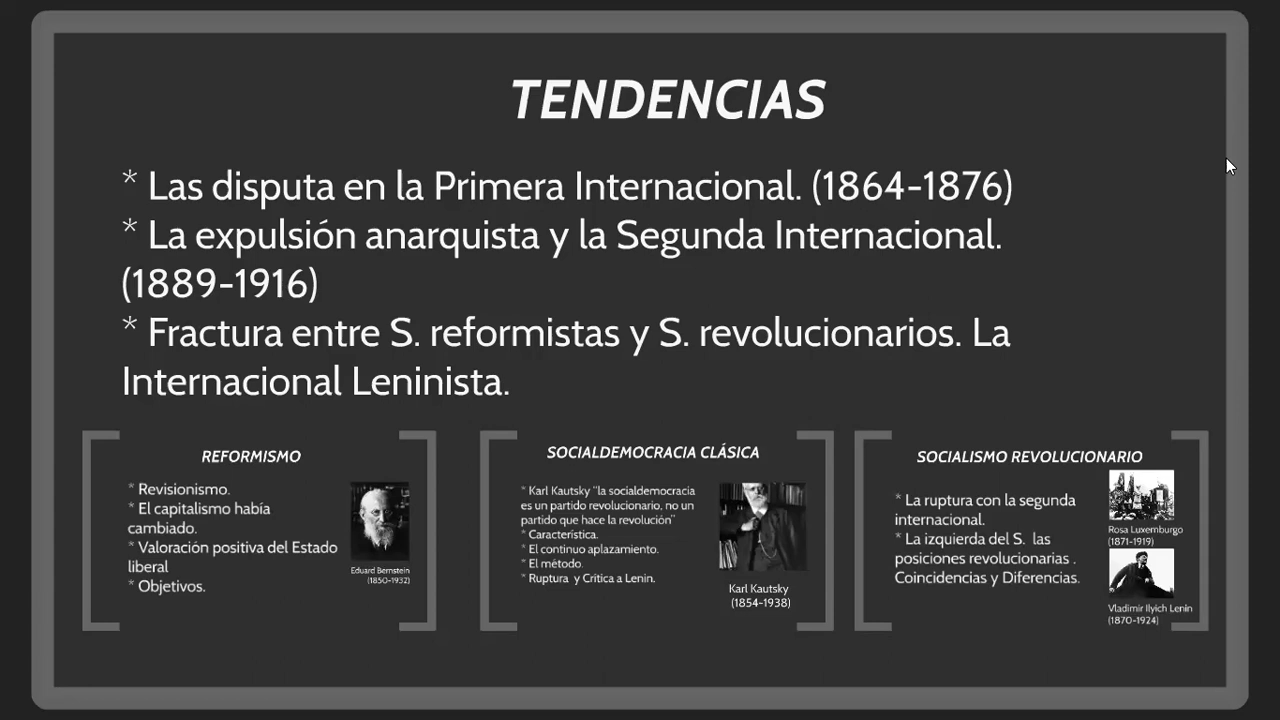 TENDENCIAS
* Las disputa en la Primera Internacional. (1864-1876)
* La expulsión anarquista y la Segunda Internacional.
(1889-1916)
* Fractura entre S. reformistas y S. revolucionarios. La
Internacional Leninista.
REFORMISMO
* Revisionismo.
* El capitalismo había
cambiado.
* Valoración positiva del Estado
liberal
* Objetivos.
Eduard Bernstein
(1850-1932)
SOCIALDEMOCRACIA CLÁSICA
* Karl Kautsky "la socialdemocracia
es un partido revolucionario, no un
partido que hace la revolución"
* Característica.
* El continuo aplazamiento.
* El método.
* Ruptura y Crítica a Lenin.
Karl Kautsky
(1854-1938)
SOCIALISMO REVOLUCIONARIO
* La ruptura con la segunda
internacional.
* La izquierda del S. las
posiciones revolucionarias .
Coincidencias y Diferencias.
Rosa Luxemburgo
(1871-1919)
Vladimir Ilyich Lenin
(1870-1924)